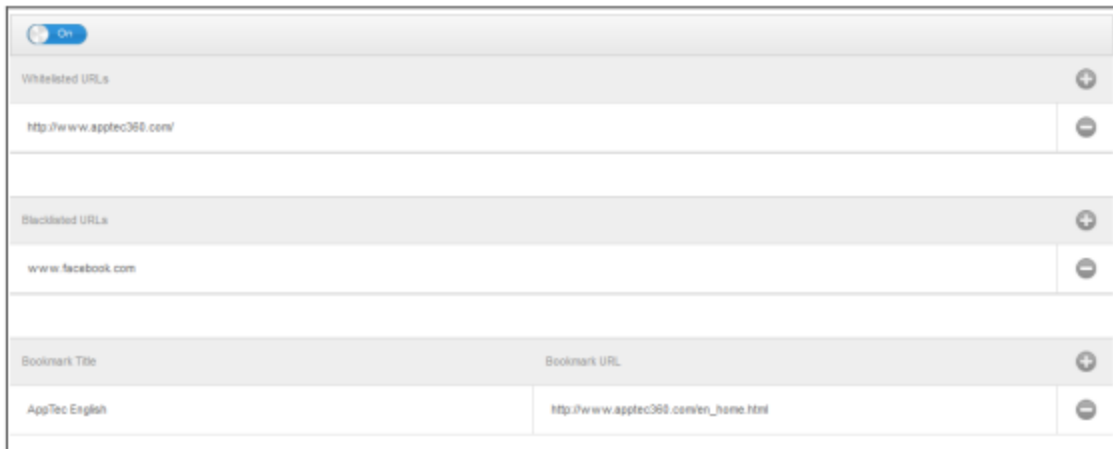 On
Whitelisted URLs
http://www.apptec360.com/
Blacklisted URLs
www.facebook.com
Bookmark Title Bookmark URL
AppTec English http://www.apptec360.com/en_home.html